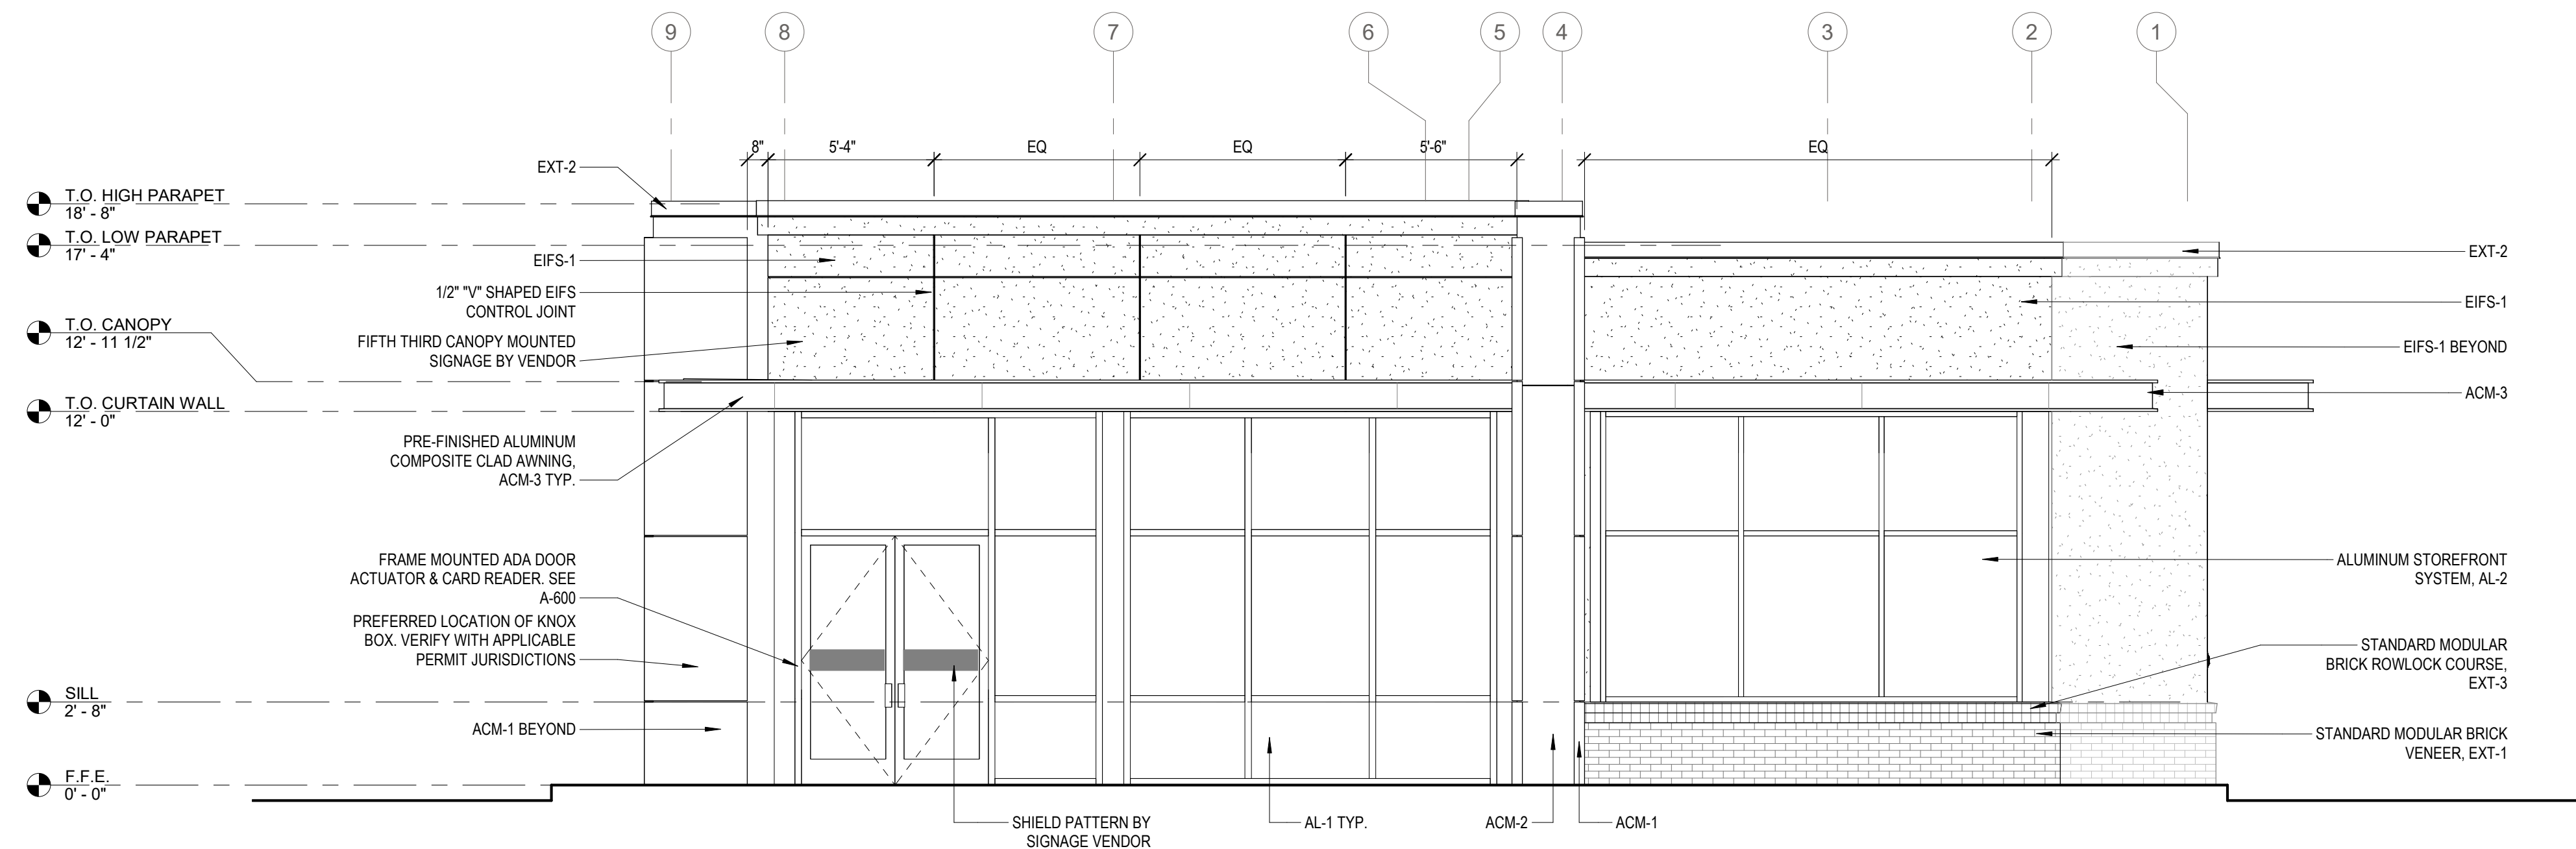 9 8 7 6 5 4 3 2 1
8" 5'-4" EQ EQ 5'-6" EQ
T.O. HIGH PARAPET
18' - 8"
T.O. LOW PARAPET
17' - 4"
T.O. CANOPY
12' - 11 1/2"
T.O. CURTAIN WALL
12' - 0"
SILL
2' - 8"
F.F.E.
0' - 0"
EXT-2
EIFS-1
1/2" "V" SHAPED EIFS
CONTROL JOINT
FIFTH THIRD CANOPY MOUNTED
SIGNAGE BY VENDOR
PRE-FINISHED ALUMINUM
COMPOSITE CLAD AWNING,
ACM-3 TYP.
FRAME MOUNTED ADA DOOR
ACTUATOR & CARD READER. SEE
A-600
PREFERRED LOCATION OF KNOX
BOX. VERIFY WITH APPLICABLE
PERMIT JURISDICTIONS
ACM-1 BEYOND
SHIELD PATTERN BY
SIGNAGE VENDOR
AL-1 TYP.
ACM-2
ACM-1
EXT-2
EIFS-1
EIFS-1 BEYOND
ACM-3
ALUMINUM STOREFRONT
SYSTEM, AL-2
STANDARD MODULAR
BRICK ROWLOCK COURSE,
EXT-3
STANDARD MODULAR BRICK
VENEER, EXT-1